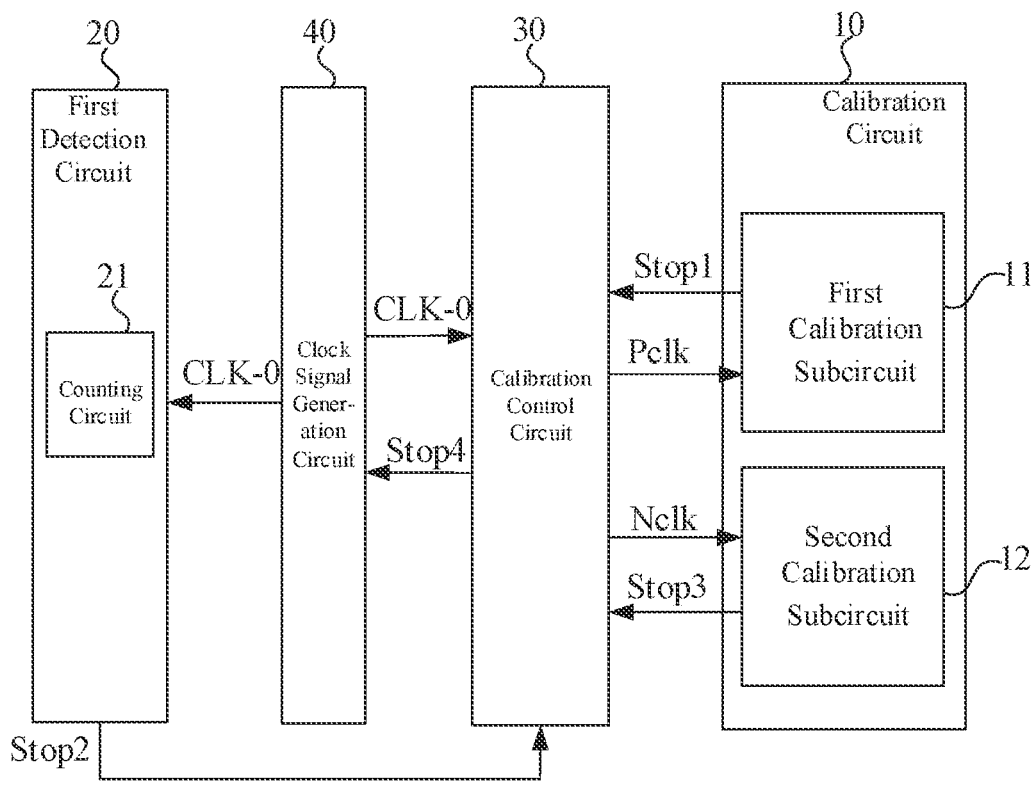 20
40
30
10
First
Detection
Circuit
Calibration
Circuit
21
Counting
Circuit
CLK-0
Clock
Signal
Gener-
ation
Circuit
CLK-0
Stop4
Calibration
Control
Circuit
Stop1
Pclk
Nclk
Stop3
First
Calibration
Subcircuit
11
Second
Calibration
Subcircuit
12
Stop2